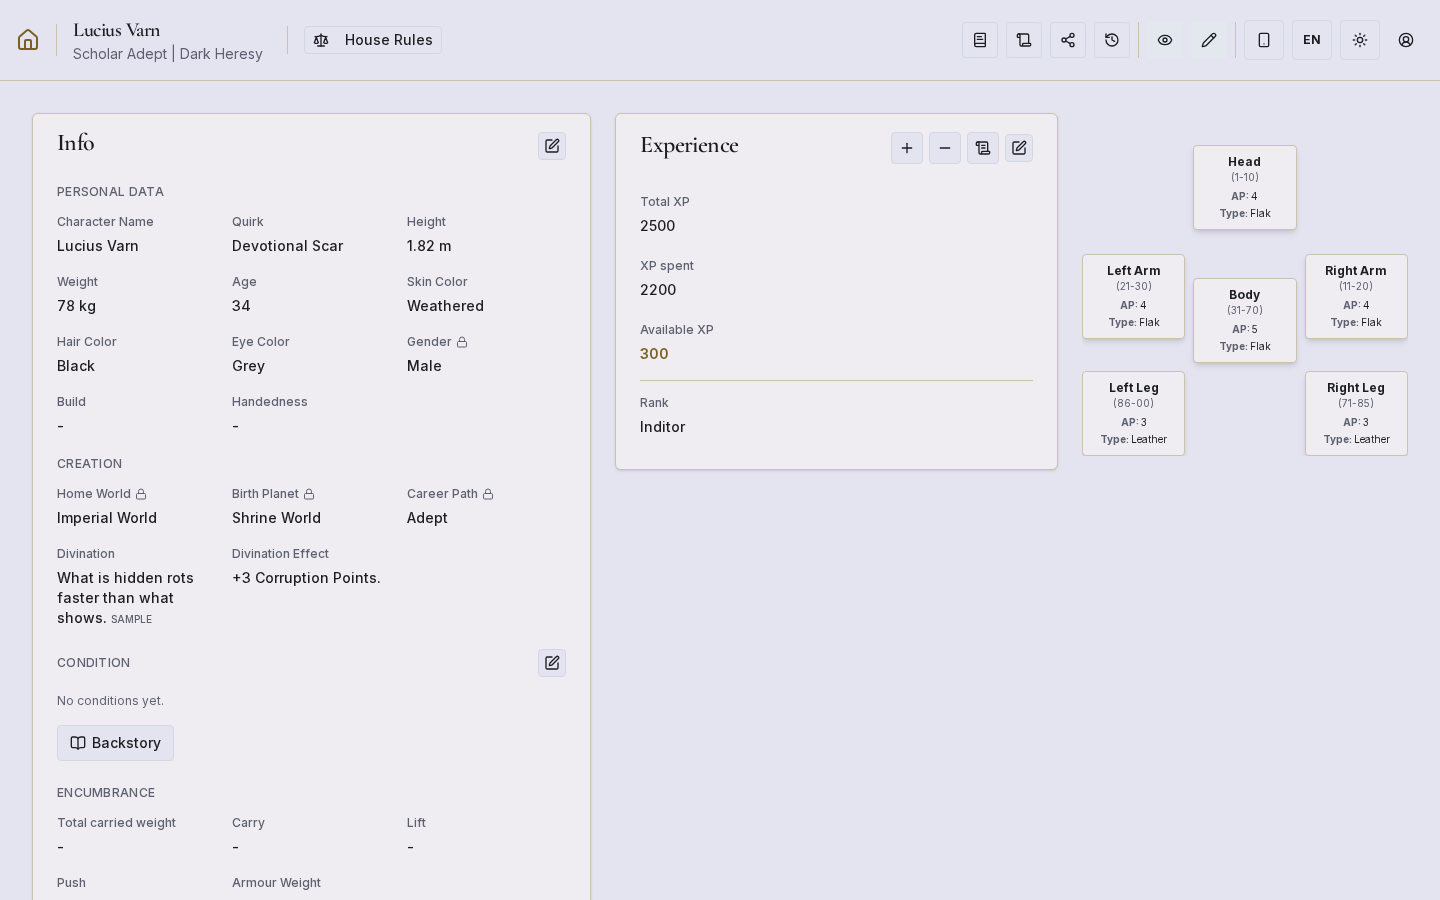 Lucius Varn
Scholar Adept | Dark Heresy
House Rules
EN
Info
PERSONAL DATA
Character Name
Quirk
Height
Lucius Varn
Devotional Scar
1.82 m
Weight
Age
Skin Color
78 kg
34
Weathered
Hair Color
Eye Color
Gender
Black
Grey
Male
Build
Handedness
-
-
CREATION
Home World
Birth Planet
Career Path
Imperial World
Shrine World
Adept
Divination
Divination Effect
What is hidden rots
faster than what
shows. SAMPLE
+3 Corruption Points.
CONDITION
No conditions yet.
Backstory
ENCUMBRANCE
Total carried weight
Carry
Lift
-
-
-
Push
Armour Weight
Experience
Total XP
2500
XP spent
2200
Available XP
300
Rank
Inditor
Head
(1-10)
AP: 4
Type: Flak
Left Arm
(21-30)
AP: 4
Type: Flak
Body
(31-70)
AP: 5
Type: Flak
Right Arm
(11-20)
AP: 4
Type: Flak
Left Leg
(86-00)
AP: 3
Type: Leather
Right Leg
(71-85)
AP: 3
Type: Leather